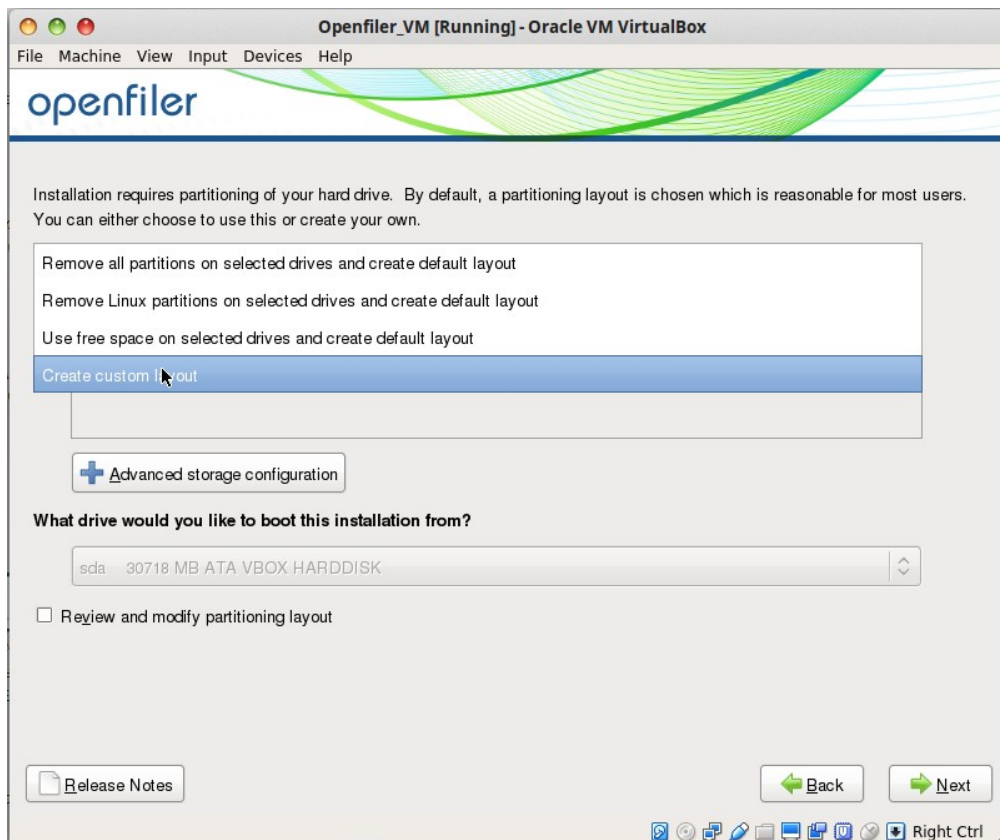 Openfiler_VM [Running] - Oracle VM VirtualBox
File Machine View Input Devices Help
openfiler
Installation requires partitioning of your hard drive. By default, a partitioning layout is chosen which is reasonable for most users.
You can either choose to use this or create your own.
Remove all partitions on selected drives and create default layout
Remove Linux partitions on selected drives and create default layout
Use free space on selected drives and create default layout
Create custom layout
Advanced storage configuration
What drive would you like to boot this installation from?
sda 30718 MB ATA VBOX HARDDISK
Review and modify partitioning layout
Release Notes
Back
Next
Right Ctrl